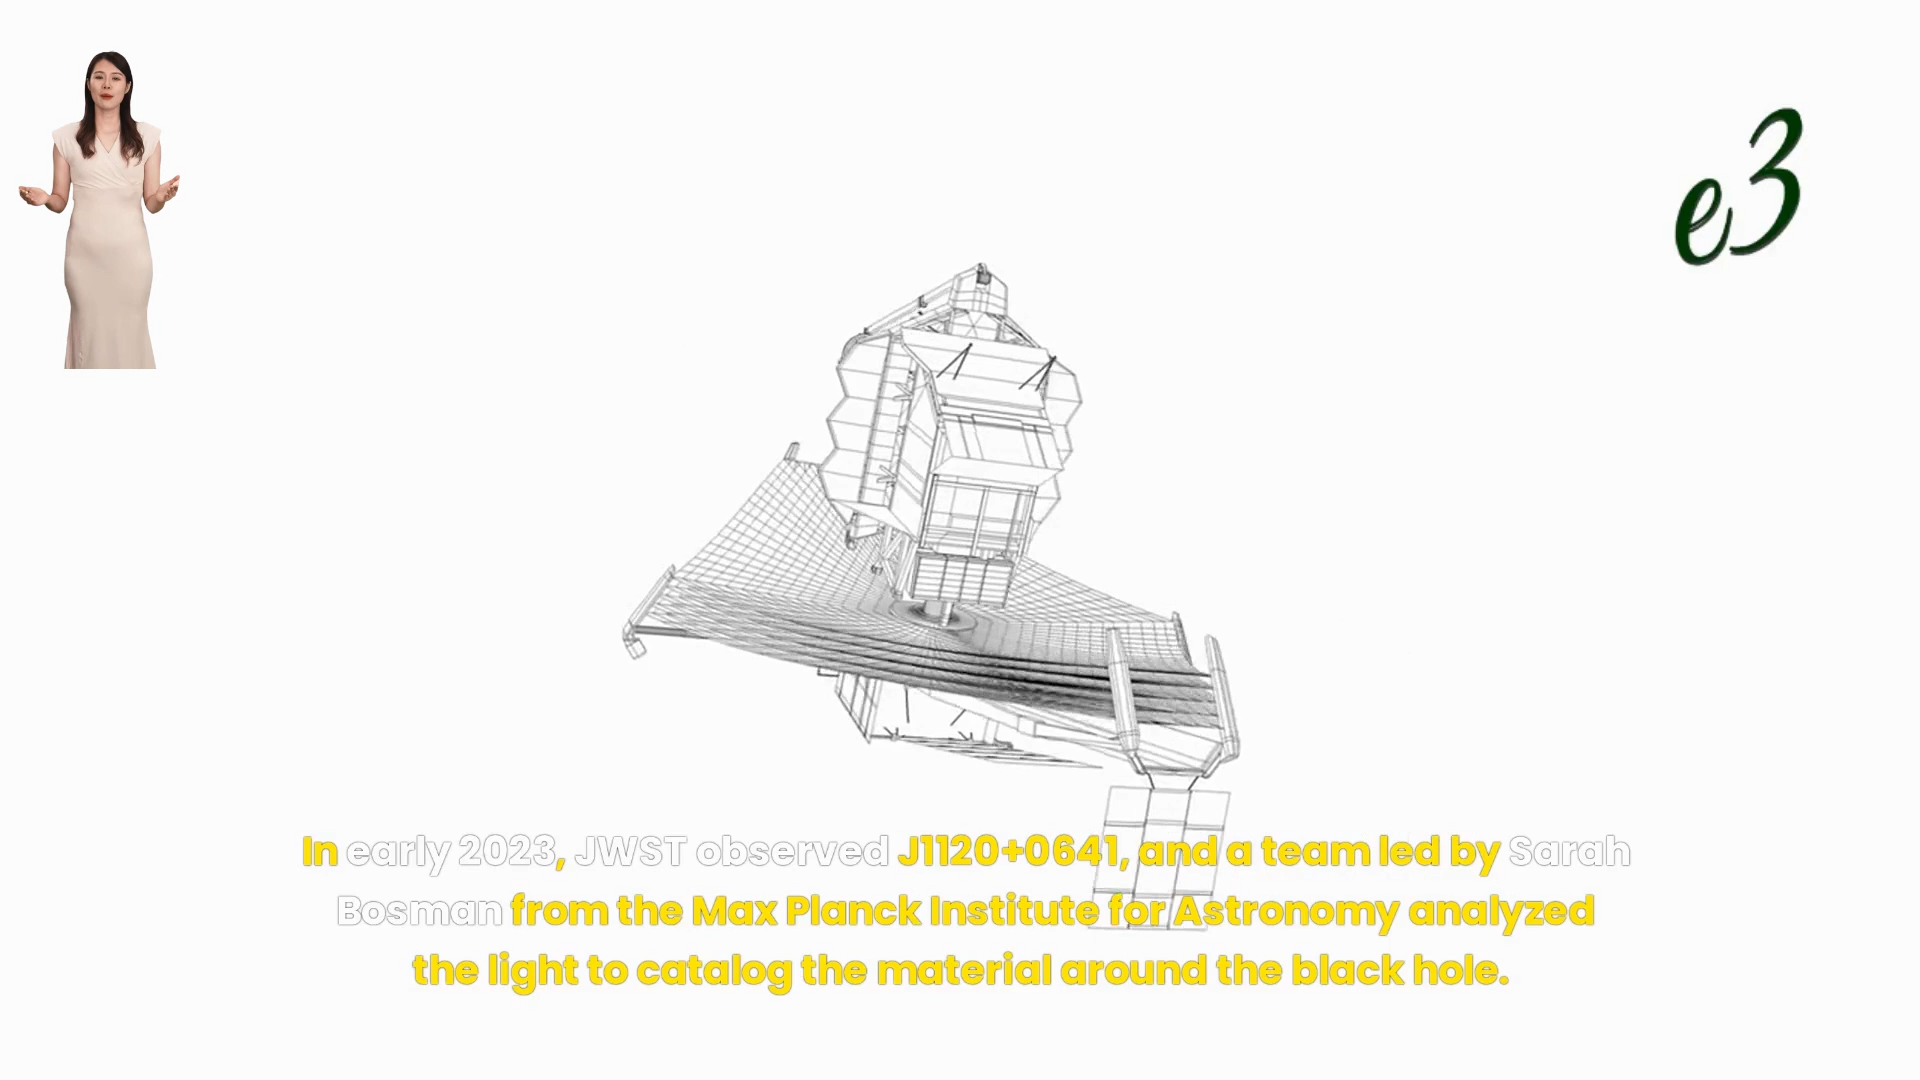 e3
In early 2023, JWST observed J1120+0641, and a team led by Sarah
Bosman from the Max Planck Institute for Astronomy analyzed
the light to catalog the material around the black hole.